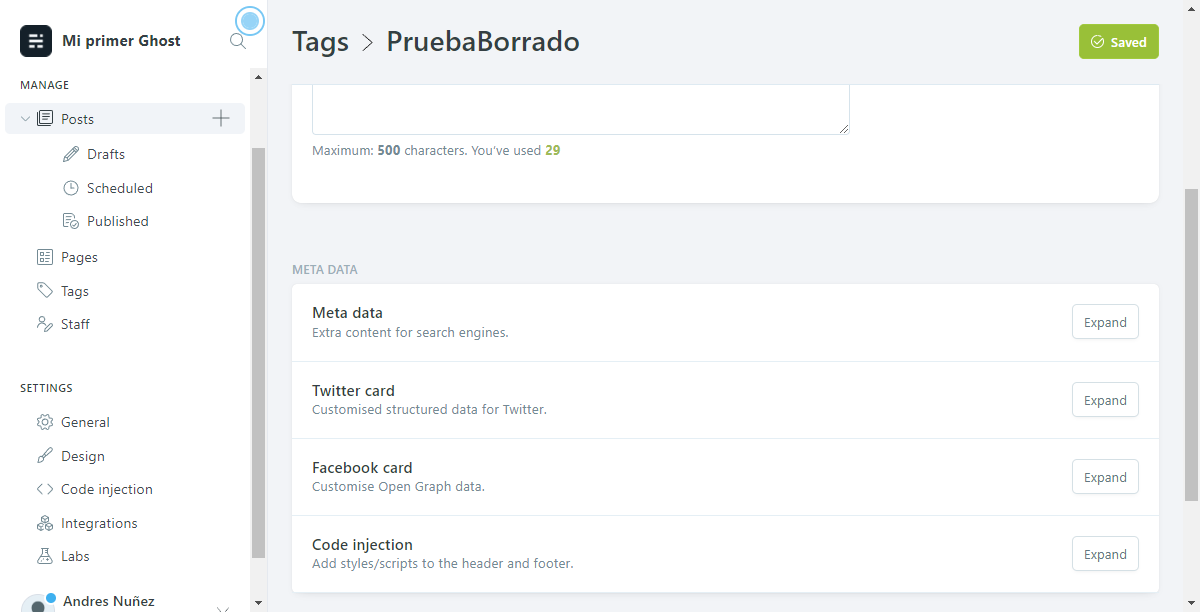 Mi primer Ghost
MANAGE
Posts
Drafts
Scheduled
Published
Pages
Tags
Staff
SETTINGS
General
Design
Code injection
Integrations
Labs
Andres Nuñez
Tags > PruebaBorrado
Saved
Maximum: 500 characters. You've used 29
META DATA
Meta data
Extra content for search engines.
Expand
Twitter card
Customised structured data for Twitter.
Expand
Facebook card
Customise Open Graph data.
Expand
Code injection
Add styles/scripts to the header and footer.
Expand